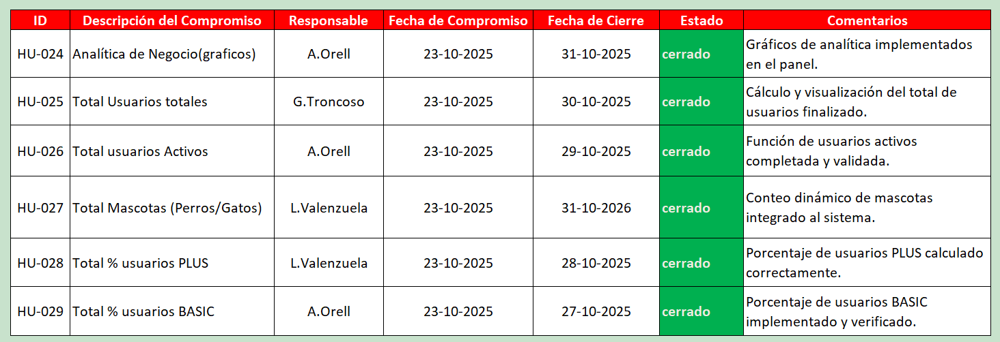 ID Descripción del Compromiso Responsable Fecha de Compromiso Fecha de Cierre Estado Comentarios
HU-024 Analítica de Negocio(graficos) A.Orell 23-10-2025 31-10-2025 cerrado Gráficos de analítica implementados
en el panel.
HU-025 Total Usuarios totales G.Troncoso 23-10-2025 30-10-2025 cerrado Cálculo y visualización del total de
usuarios finalizado.
HU-026 Total usuarios Activos A.Orell 23-10-2025 29-10-2025 cerrado Función de usuarios activos
completada y validada.
HU-027 Total Mascotas (Perros/Gatos) L.Valenzuela 23-10-2025 31-10-2026 cerrado Conteo dinámico de mascotas
integrado al sistema.
HU-028 Total % usuarios PLUS L.Valenzuela 23-10-2025 28-10-2025 cerrado Porcentaje de usuarios PLUS calculado
correctamente.
HU-029 Total % usuarios BASIC A.Orell 23-10-2025 27-10-2025 cerrado Porcentaje de usuarios BASIC
implementado y verificado.